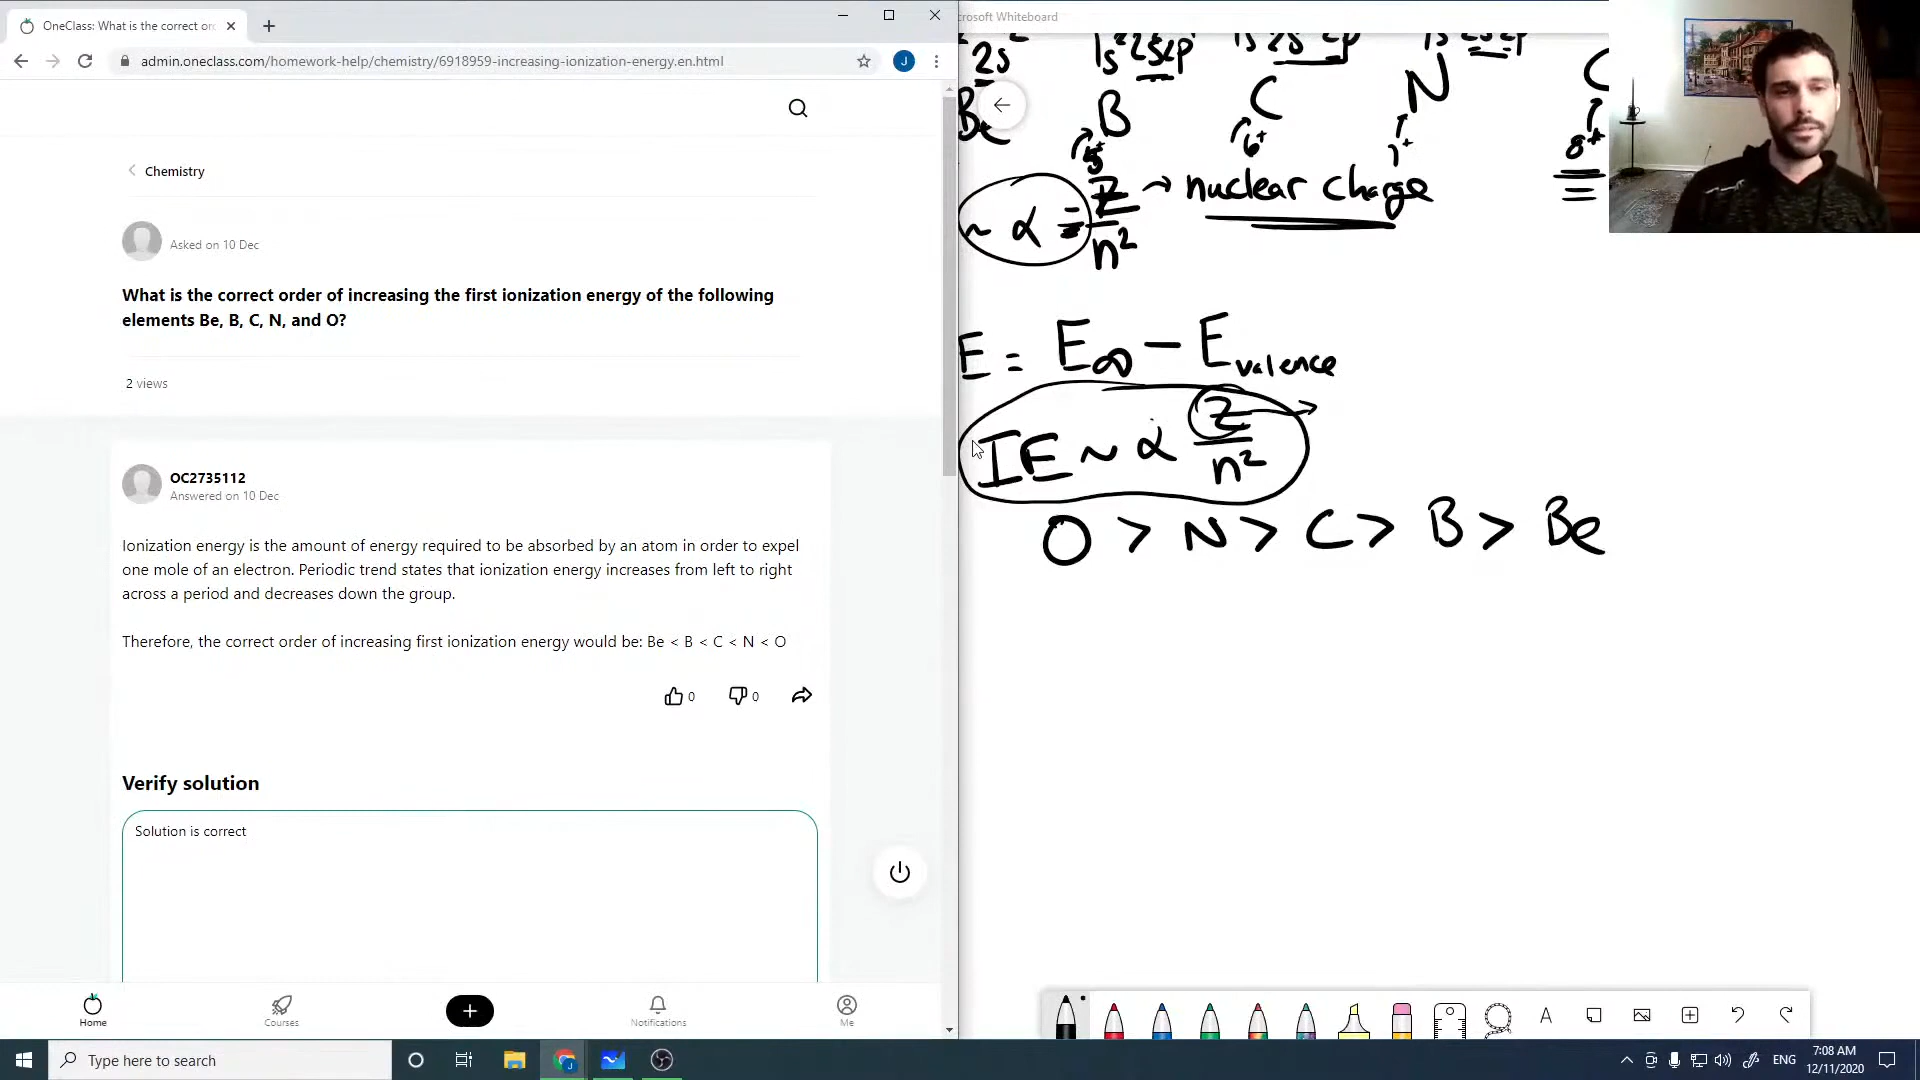 OneClass: What is the correct or
admin.oneclass.com/homework-help/chemistry/6918959-increasing-ionization-energy.en.html
J
Chemistry
Asked on 10 Dec
What is the correct order of increasing the first ionization energy of the following
elements Be, B, C, N, and O?
2 views
OC2735112
Answered on 10 Dec
Ionization energy is the amount of energy required to be absorbed by an atom in order to expel
one mole of an electron. Periodic trend states that ionization energy increases from left to right
across a period and decreases down the group.
Therefore, the correct order of increasing first ionization energy would be: Be < B < C < N < O
0 0
Verify solution
Solution is correct
Home
Courses
Notifications
Me
crosoft Whiteboard
2s²
Be B C N
6⁺ 8⁺
~ α Z/n² → nuclear charge
E = E∞ − Evalence
IE ~ α Z/n²
O > N > C > B > Be
Type here to search
ENG
7:08 AM
12/11/2020